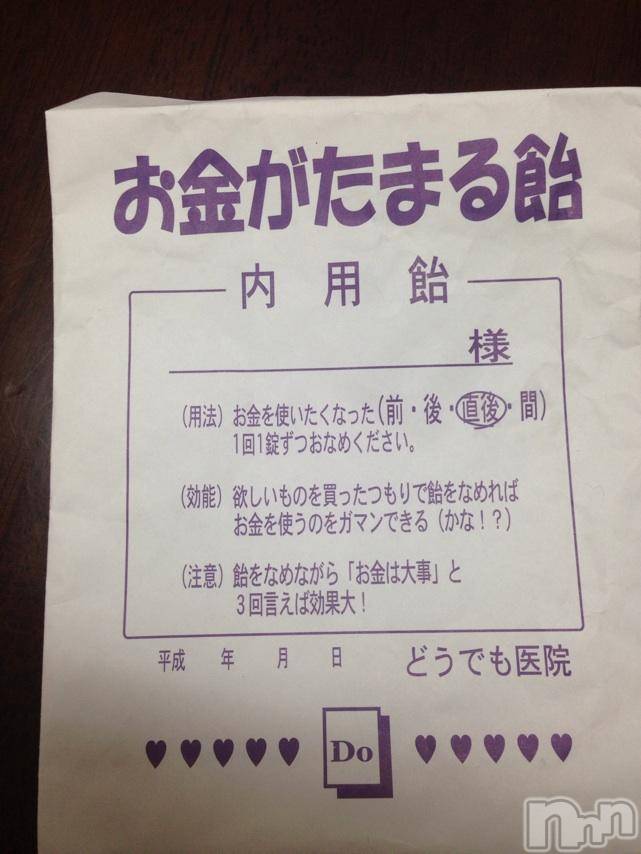 お金がたまる飴
内用飴
様
(用法) お金を使いたくなった(前・後・直後・間)
1回1錠ずつおなめください。
(効能) 欲しいものを買ったつもりで飴をなめれば
お金を使うのをガマンできる(かな!?)
(注意) 飴をなめながら「お金は大事」と
3回言えば効果大!
平成 年 月 日 どうでも医院
♥♥♥♥♥ Do ♥♥♥♥♥
nnn